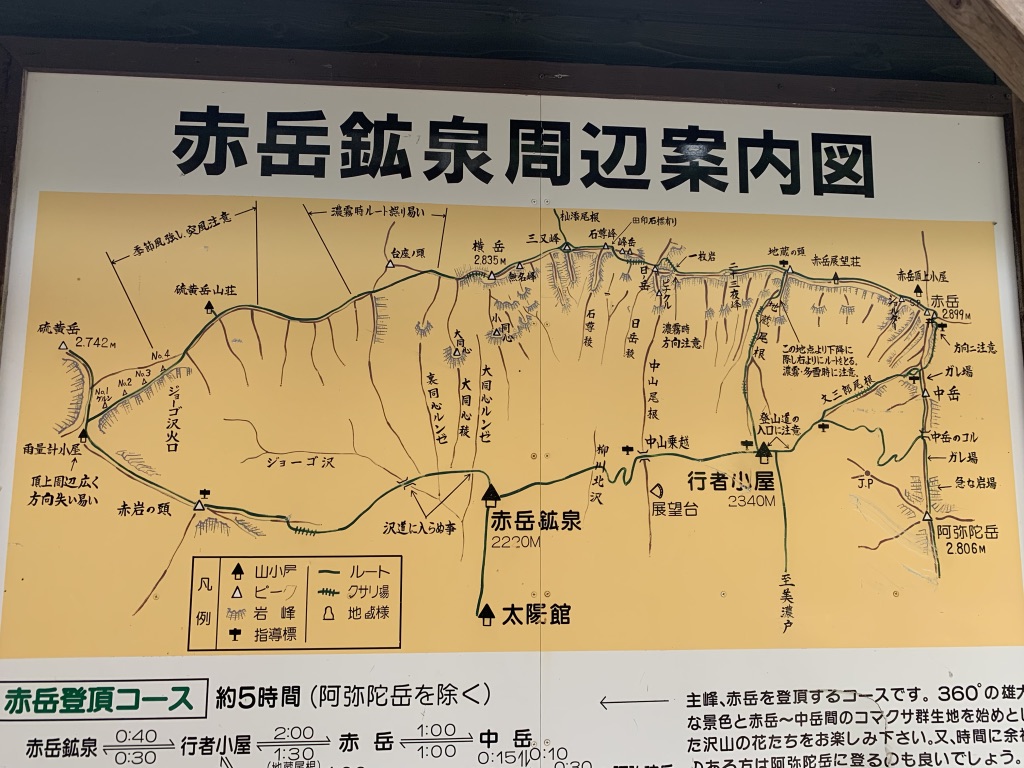 赤岳鉱泉周辺案内図
季節風強し、突風注意
濃霧時ルート誤り易い
杣添尾根
田印石標有り
台座ノ頭
横岳
2.835M
無名峰
三叉峰
石尊峰
峰岳
日岳
一枚岩
二十三夜峰
地蔵の頭
赤岳展望荘
赤岳頂上小屋
赤岳
2.899M
方向ニ注意
硫黄岳山荘
硫黄岳
2.742M
No.4
No.3
No.2
No.1
ケルン
ジョーゴ沢火口
小同心
大同心
裏同心ルンゼ
大同心稜
大同心ルンゼ
石尊稜
日岳稜
濃霧時
方向注意
中山尾根
地蔵尾根
この地点より下降に
際し右よりにルートをとる。
濃霧・多雪時に注意。
文三郎尾根
ガレ場
中岳
中岳のコル
ガレ場
急な岩場
雨量計小屋
頂上周辺広く
方向失い易い
赤岩の頭
ジョーゴ沢
沢道に入らぬ事
柳川北沢
中山乗越
展望台
登山道の
入口に注意
行者小屋
2340M
J.P
阿弥陀岳
2.806M
赤岳鉱泉
2220M
太陽館
至美濃戸
凡例
山小戸
ピーク
岩峰
指導標
ルート
クサリ場
地蔵様
赤岳登頂コース
約5時間(阿弥陀岳を除く)
赤岳鉱泉 0:40 0:30 行者小屋 2:00 1:30 赤岳 1:00 1:00 中岳 0:15 0:10
(地蔵尾根)
主峰、赤岳を登頂するコースです。360°の雄大
な景色と赤岳〜中岳間のコマクサ群生地を始めとし
た沢山の花たちをお楽しみ下さい。又、時間に余裕
のある方は阿弥陀岳に登るのも良いでしょう。